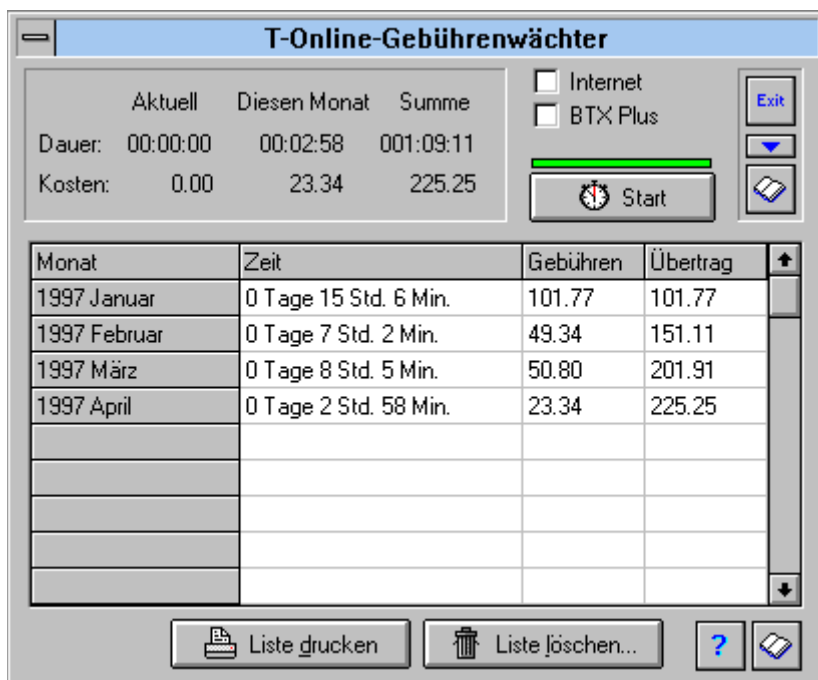 T-Online-Gebührenwächter
Aktuell Diesen Monat Summe
Dauer: 00:00:00 00:02:58 001:09:11
Kosten: 0.00 23.34 225.25
Internet
BTX Plus
Exit
Start
Monat Zeit Gebühren Übertrag
1997 Januar 0 Tage 15 Std. 6 Min. 101.77 101.77
1997 Februar 0 Tage 7 Std. 2 Min. 49.34 151.11
1997 März 0 Tage 8 Std. 5 Min. 50.80 201.91
1997 April 0 Tage 2 Std. 58 Min. 23.34 225.25
Liste drucken Liste löschen... ?